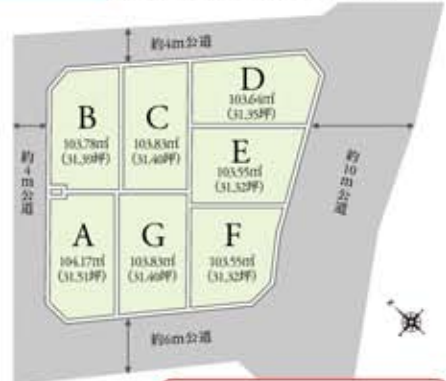 約4m公道
B
103.78㎡
(31.39坪)
C
103.83㎡
(31.40坪)
D
103.64㎡
(31.35坪)
E
103.55㎡
(31.32坪)
約4m公道
約10m公道
A
104.17㎡
(31.51坪)
G
103.83㎡
(31.40坪)
F
103.55㎡
(31.32坪)
約6m公道